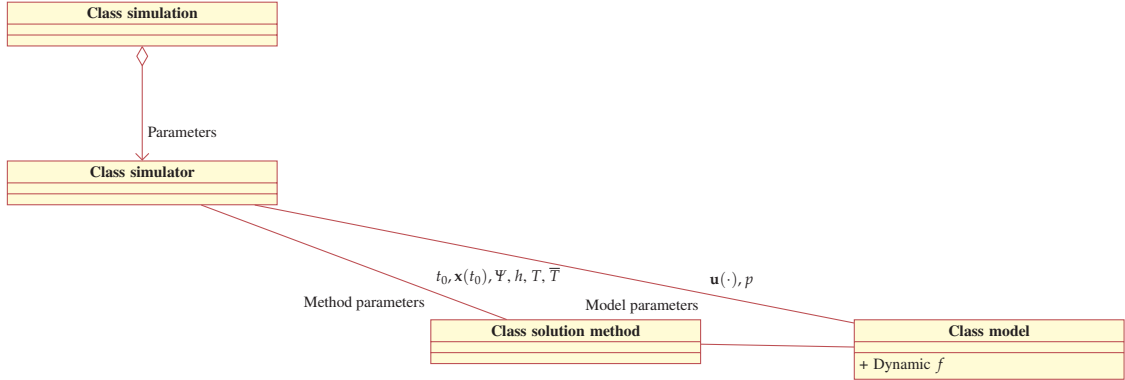 Class simulation
Parameters
Class simulator
t₀, x(t₀), Ψ, h, T, T̅
u(·), p
Method parameters
Model parameters
Class solution method
Class model
+ Dynamic f